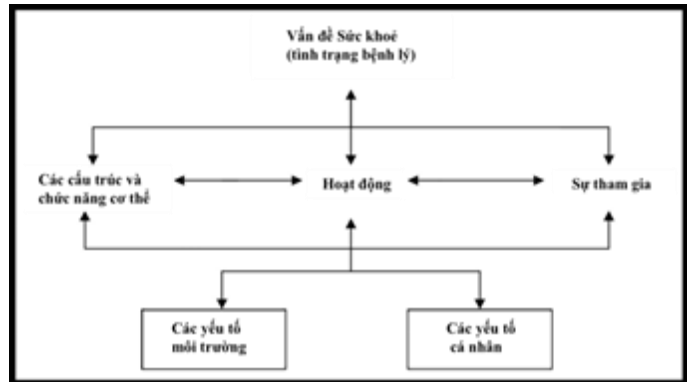 Vấn đề Sức khoẻ
(tình trạng bệnh lý)
Các cấu trúc và
chức năng cơ thể
Hoạt động
Sự tham gia
Các yếu tố
môi trường
Các yếu tố
cá nhân